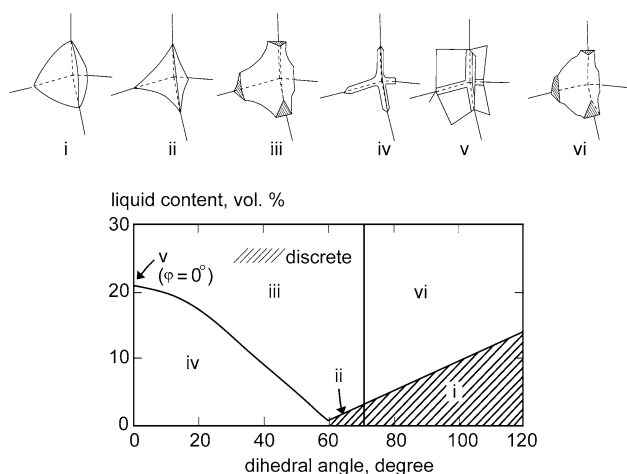 i ii iii iv v vi
liquid content, vol. %
30
v
(φ = 0°)
discrete
iii
vi
20
iv
10
ii
i
0
0 20 40 60 80 100 120
dihedral angle, degree